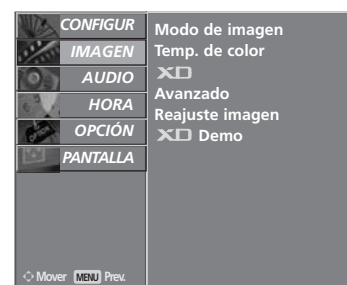 CONFIGUR
IMAGEN
AUDIO
HORA
OPCIÓN
PANTALLA
Modo de imagen
Temp. de color
XD
Avanzado
Reajuste imagen
XD Demo
Mover MENU Prev.